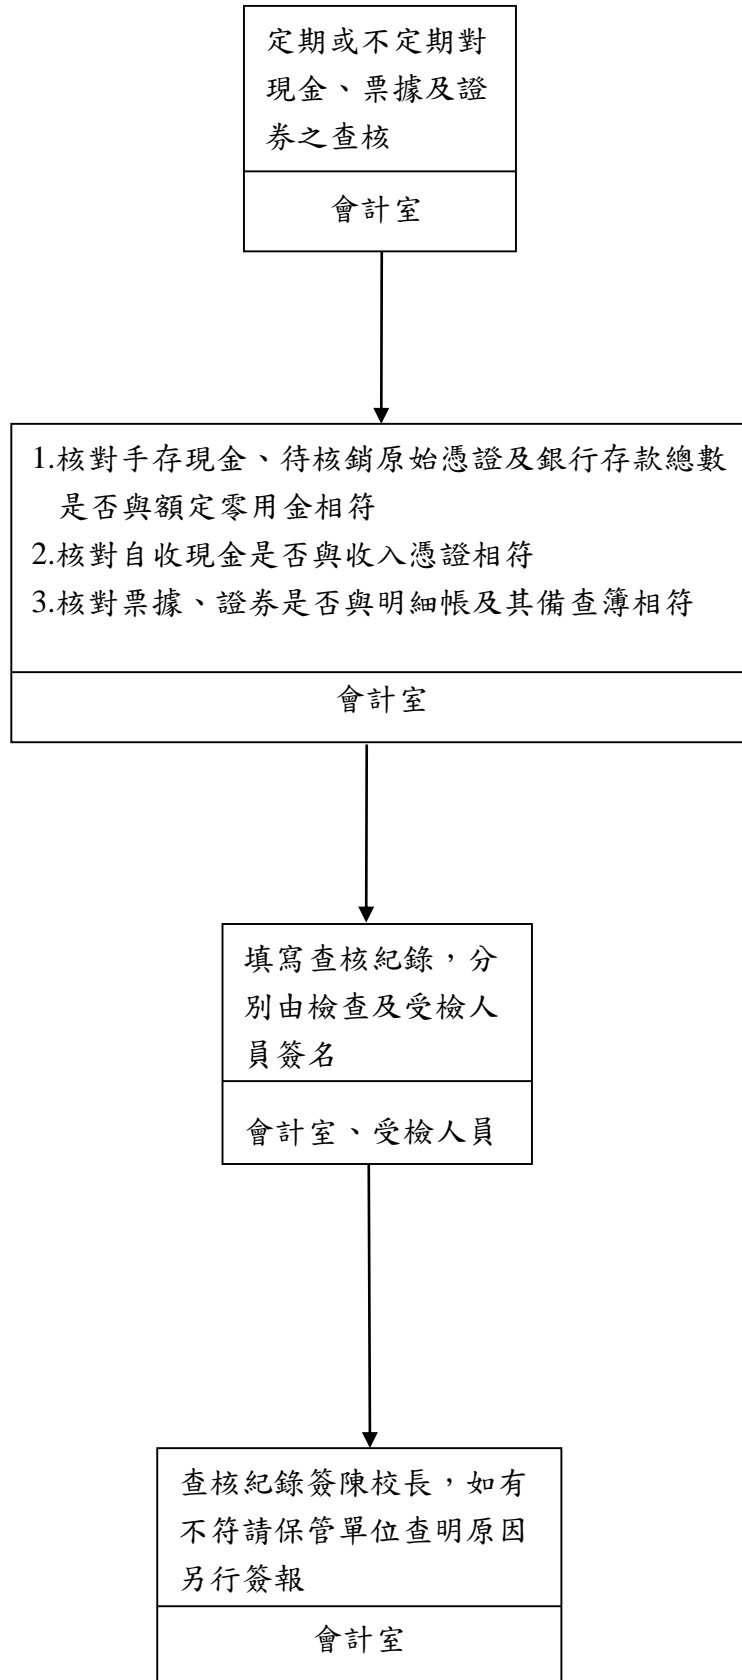 定期或不定期對
現金、票據及證
券之查核
會計室
1.核對手存現金、待核銷原始憑證及銀行存款總數
是否與額定零用金相符
2.核對自收現金是否與收入憑證相符
3.核對票據、證券是否與明細帳及其備查簿相符
會計室
填寫查核紀錄，分
別由檢查及受檢人
員簽名
會計室、受檢人員
查核紀錄簽陳校長，如有
不符請保管單位查明原因
另行簽報
會計室